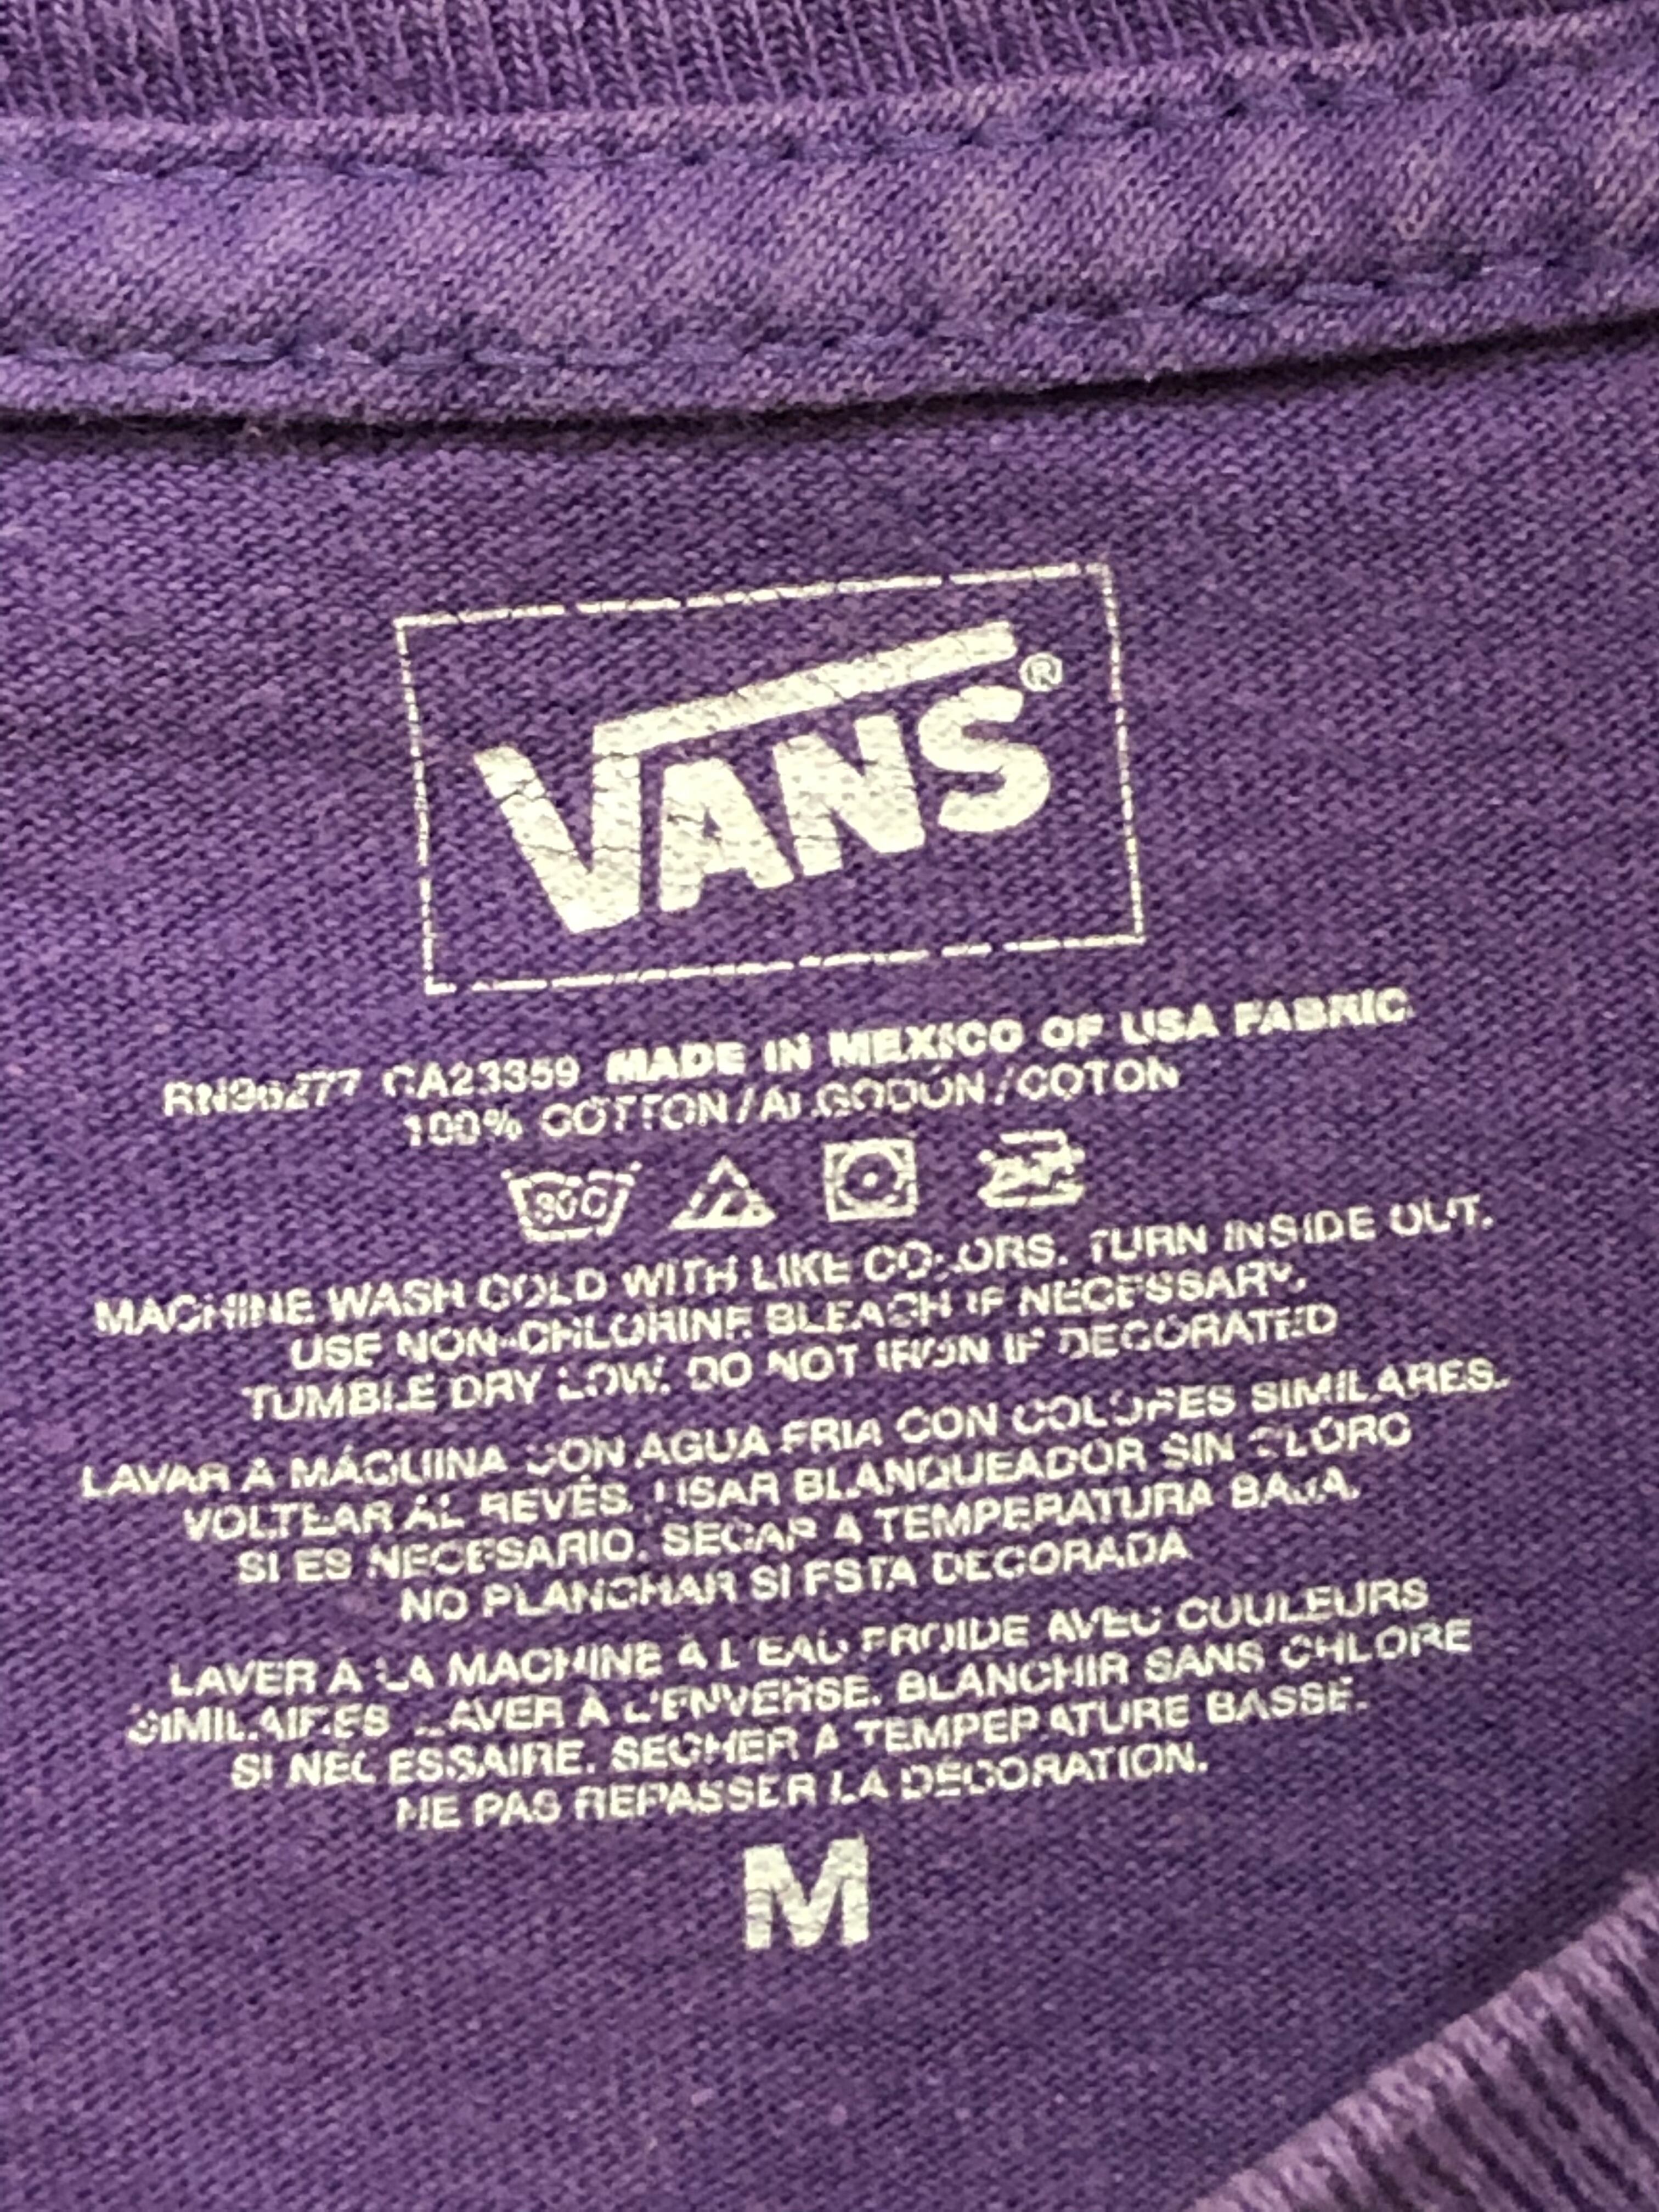 VANS®
RN96277 CA23359 MADE IN MEXICO OF USA FABRIC
100% COTTON/ALGODÓN/COTON
30C
MACHINE WASH COLD WITH LIKE COLORS. TURN INSIDE OUT.
USE NON-CHLORINE BLEACH IF NECESSARY.
TUMBLE DRY LOW. DO NOT IRON IF DECORATED
LAVAR A MÁQUINA CON AGUA FRIA CON COLORES SIMILARES.
VOLTEAR AL REVÉS. USAR BLANQUEADOR SIN CLORO
SI ES NECESARIO. SECAR A TEMPERATURA BAJA.
NO PLANCHAR SI ESTA DECORADA
LAVER A LA MACHINE À L'EAU FROIDE AVEC COULEURS
SIMILAIRES LAVER À L'ENVERSE. BLANCHIR SANS CHLORE
SI NECESSAIRE. SECHER A TEMPERATURE BASSE.
NE PAS REPASSER LA DÉCORATION.
M